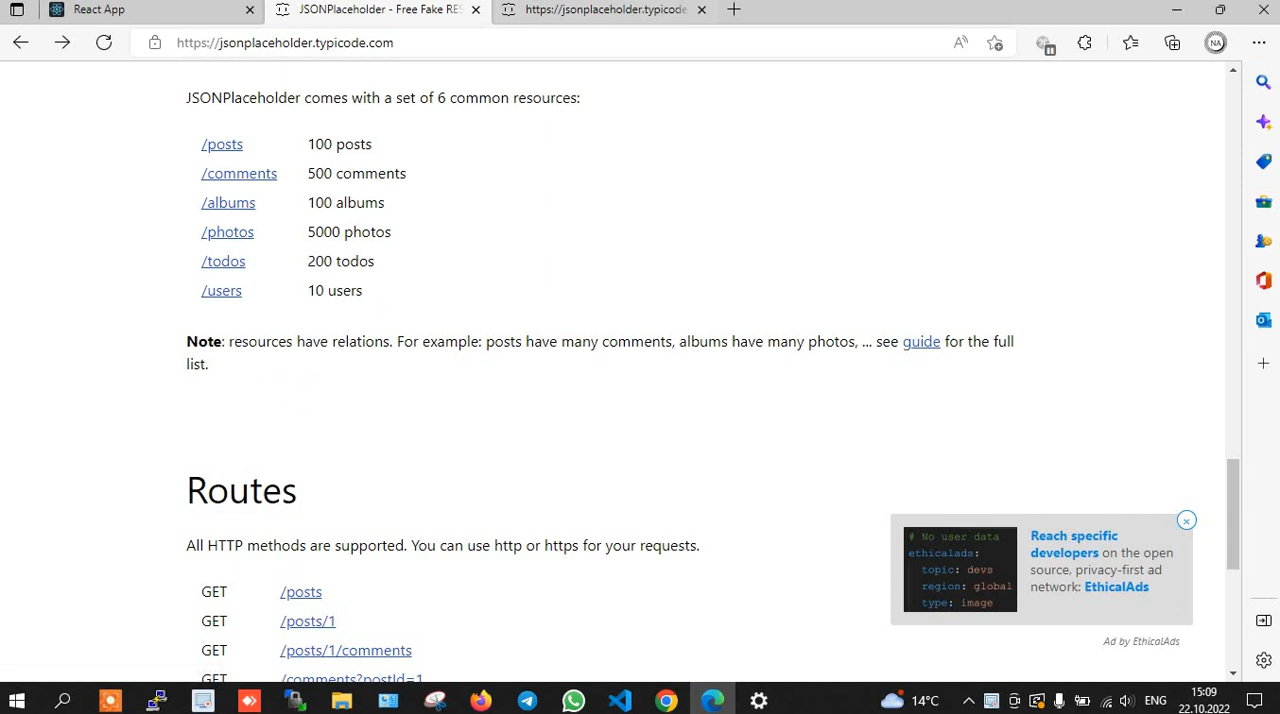 React App
JSONPlaceholder - Free Fake RES
https://jsonplaceholder.typicode
https://jsonplaceholder.typicode.com
NA
JSONPlaceholder comes with a set of 6 common resources:
/posts 100 posts
/comments 500 comments
/albums 100 albums
/photos 5000 photos
/todos 200 todos
/users 10 users
Note: resources have relations. For example: posts have many comments, albums have many photos, ... see guide for the full
list.
Routes
All HTTP methods are supported. You can use http or https for your requests.
GET /posts
GET /posts/1
GET /posts/1/comments
GET /comments?postId=1
# No user data
ethicalads:
topic: devs
region: global
type: image
Reach specific
developers on the open
source, privacy-first ad
network: EthicalAds
Ad by EthicalAds
14°C
ENG
15:09
22.10.2022